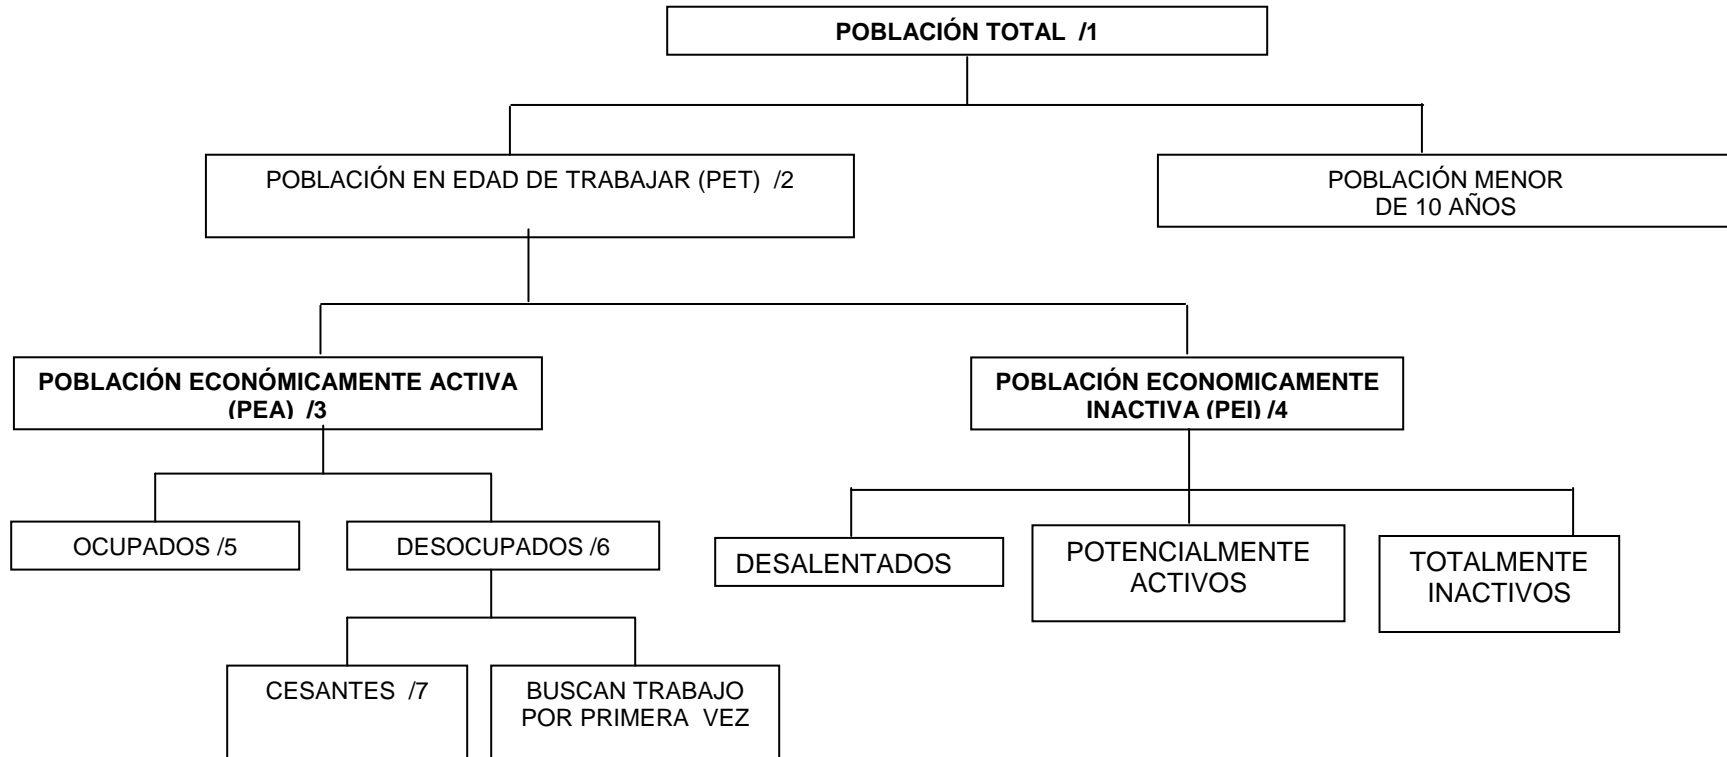 POBLACIÓN TOTAL /1
POBLACIÓN EN EDAD DE TRABAJAR (PET) /2
POBLACIÓN MENOR
DE 10 AÑOS
POBLACIÓN ECONÓMICAMENTE ACTIVA
(PEA) /3
POBLACIÓN ECONOMICAMENTE
INACTIVA (PEI) /4
OCUPADOS /5
DESOCUPADOS /6
DESALENTADOS
POTENCIALMENTE
ACTIVOS
TOTALMENTE
INACTIVOS
CESANTES /7
BUSCAN TRABAJO
POR PRIMERA VEZ